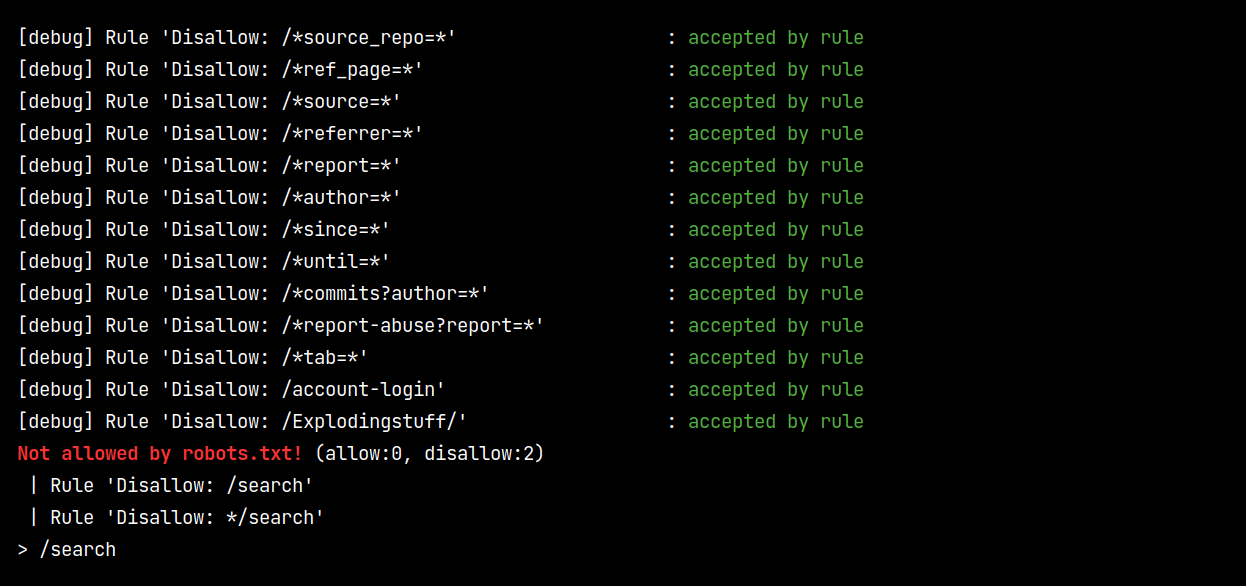 [debug] Rule 'Disallow: /*source_repo=*' : accepted by rule
[debug] Rule 'Disallow: /*ref_page=*' : accepted by rule
[debug] Rule 'Disallow: /*source=*' : accepted by rule
[debug] Rule 'Disallow: /*referrer=*' : accepted by rule
[debug] Rule 'Disallow: /*report=*' : accepted by rule
[debug] Rule 'Disallow: /*author=*' : accepted by rule
[debug] Rule 'Disallow: /*since=*' : accepted by rule
[debug] Rule 'Disallow: /*until=*' : accepted by rule
[debug] Rule 'Disallow: /*commits?author=*' : accepted by rule
[debug] Rule 'Disallow: /*report-abuse?report=*' : accepted by rule
[debug] Rule 'Disallow: /*tab=*' : accepted by rule
[debug] Rule 'Disallow: /account-login' : accepted by rule
[debug] Rule 'Disallow: /Explodingstuff/' : accepted by rule
Not allowed by robots.txt! (allow:0, disallow:2)
| Rule 'Disallow: /search'
| Rule 'Disallow: */search'
> /search